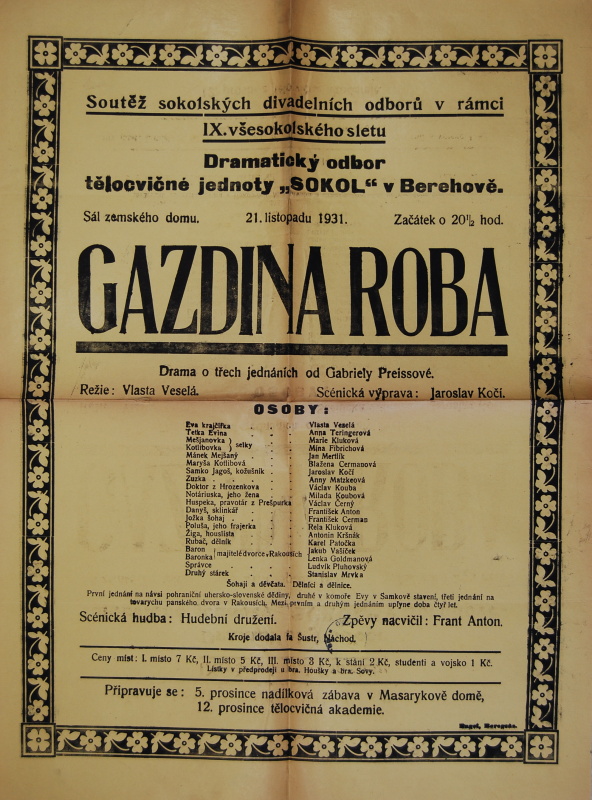 Soutěž sokolských divadelních odborů v rámci
IX. všesokolského sletu
Dramatický odbor
tělocvičné jednoty „SOKOL“ v Berehově.
Sál zemského domu. 21. listopadu 1931. Začátek o 20½ hod.
GAZDINA ROBA
Drama o třech jednáních od Gabriely Preissové.
Režie: Vlasta Veselá. Scénická výprava: Jaroslav Kočí.
OSOBY:
Eva krajčířka . . . Vlasta Veselá
Tetka Evina . . . Anna Teringerová
Mešjanovka } selky . . . Marie Kluková
Kotlibovka } selky . . . Mina Fibrichová
Mánek Mejšaný . . . Jan Mertlík
Maryša Kotlibová . . . Blažena Cermanová
Samko Jagoš, kožušník . . . Jaroslav Kočí
Zuzka . . . Anny Matzkeová
Doktor z Hrozenkova . . . Václav Kouba
Notárioska, jeho žena . . . Milada Koubová
Huspeka, pravotár z Prešpurka . . . Václav Černý
Danyš, sklinkář . . . František Anton
Jožka šohaj . . . František Cerman
Poluša, jeho frajerka . . . Rela Kluková
Žiga, houslista . . . Antonín Kršnák
Rubač, dělník . . . Karel Patočka
Baron } majitelé dvorce v Rakousích . . . Jakub Vašíček
Baronka } Lenka Goldmanová
Správce . . . Ludvík Pluhovský
Druhý stárek . . . Stanislav Mrvka
Šohaji a děvčata. Dělníci a dělnice.
První jednání na návsi pohraniční uhersko-slovenské dědiny, druhé v komoře Evy v Samkově stavení, třetí jednání na
tovarychu panského dvora v Rakousích. Mezi prvním a druhým jednáním uplyne doba čtyř let.
Scénická hudba: Hudební družení. Zpěvy nacvičil: Frant Anton.
Kroje dodala fa Šustr, Náchod.
Ceny míst: I. místo 7 Kč, II. místo 5 Kč, III. místo 3 Kč, k stání 2 Kč, studenti a vojsko 1 Kč.
Lístky v předprodeji u bra. Houšky a bra. Sovy.
Připravuje se: 5. prosince nadílková zábava v Masarykově domě,
12. prosince tělocvičná akademie.